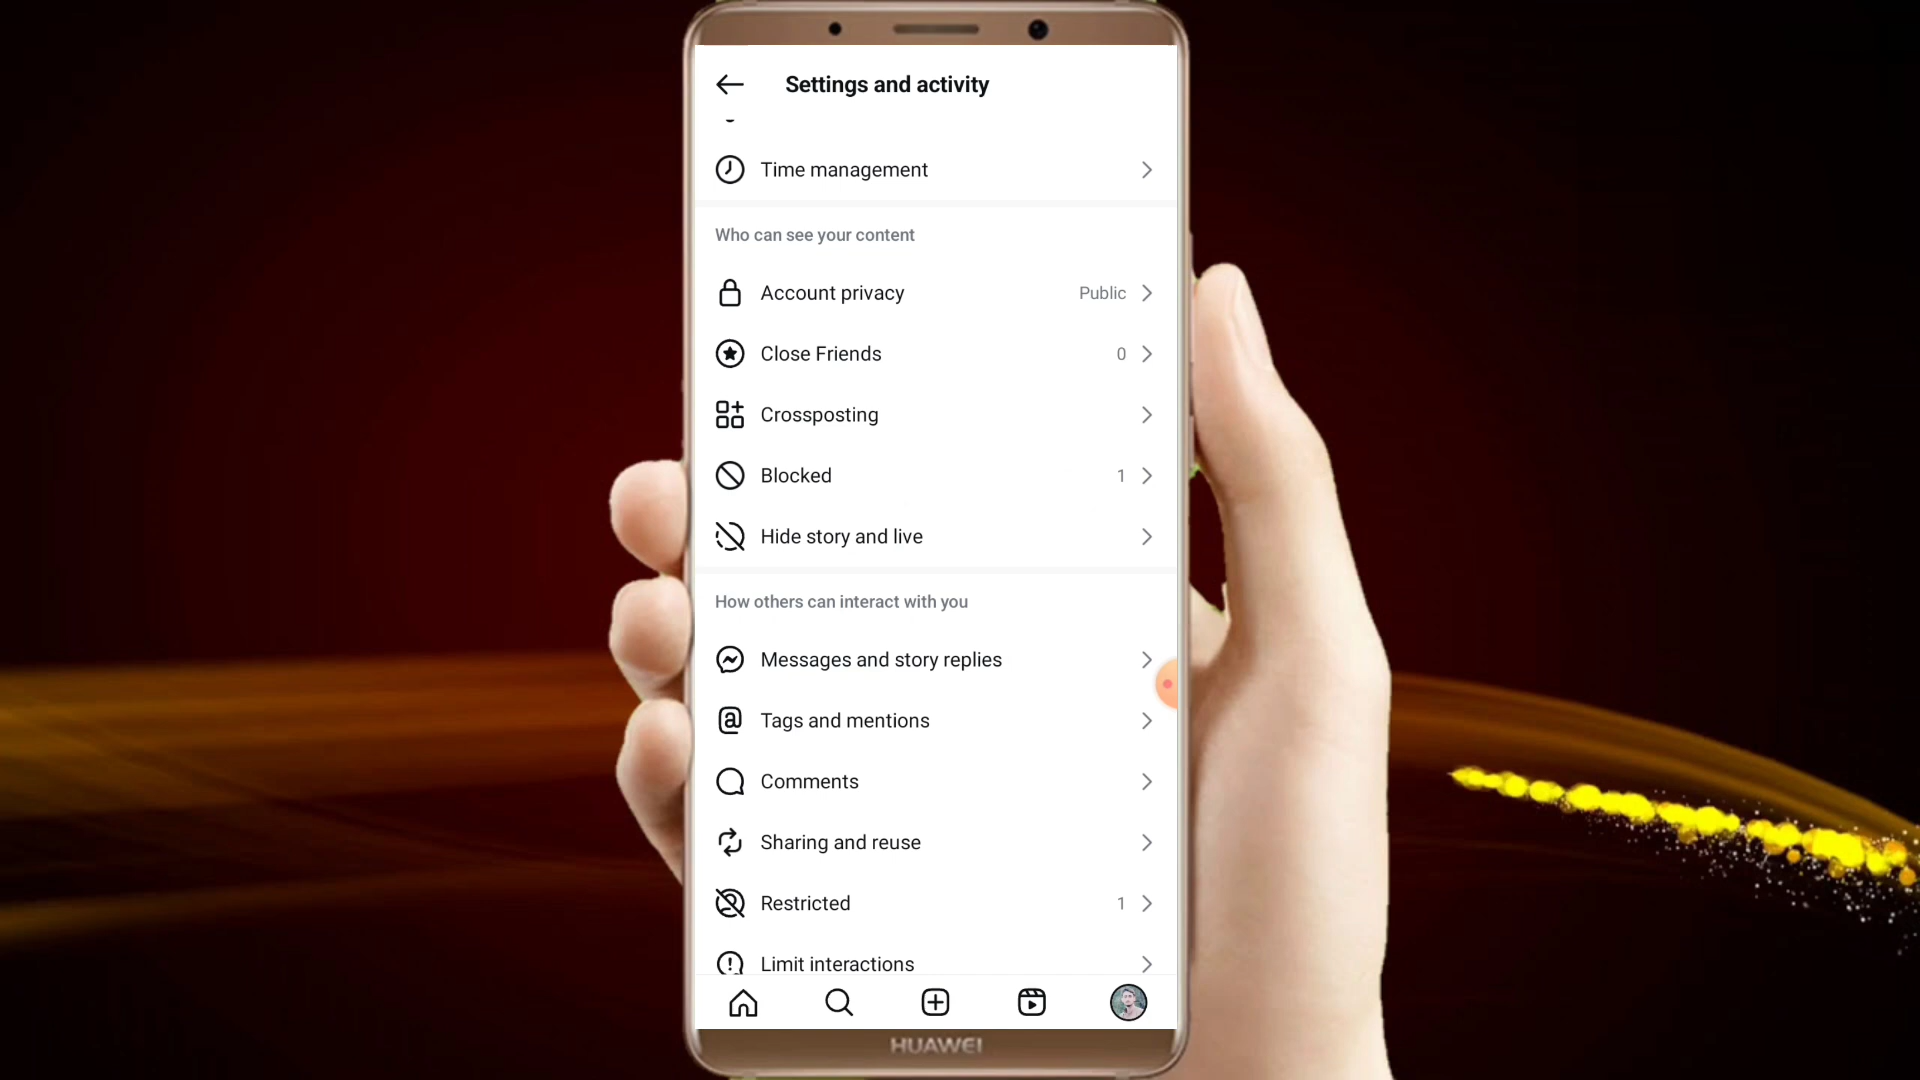 Settings and activity
Time management
Who can see your content
Account privacy Public
Close Friends 0
Crossposting
Blocked 1
Hide story and live
How others can interact with you
Messages and story replies
Tags and mentions
Comments
Sharing and reuse
Restricted 1
Limit interactions
HUAWEI